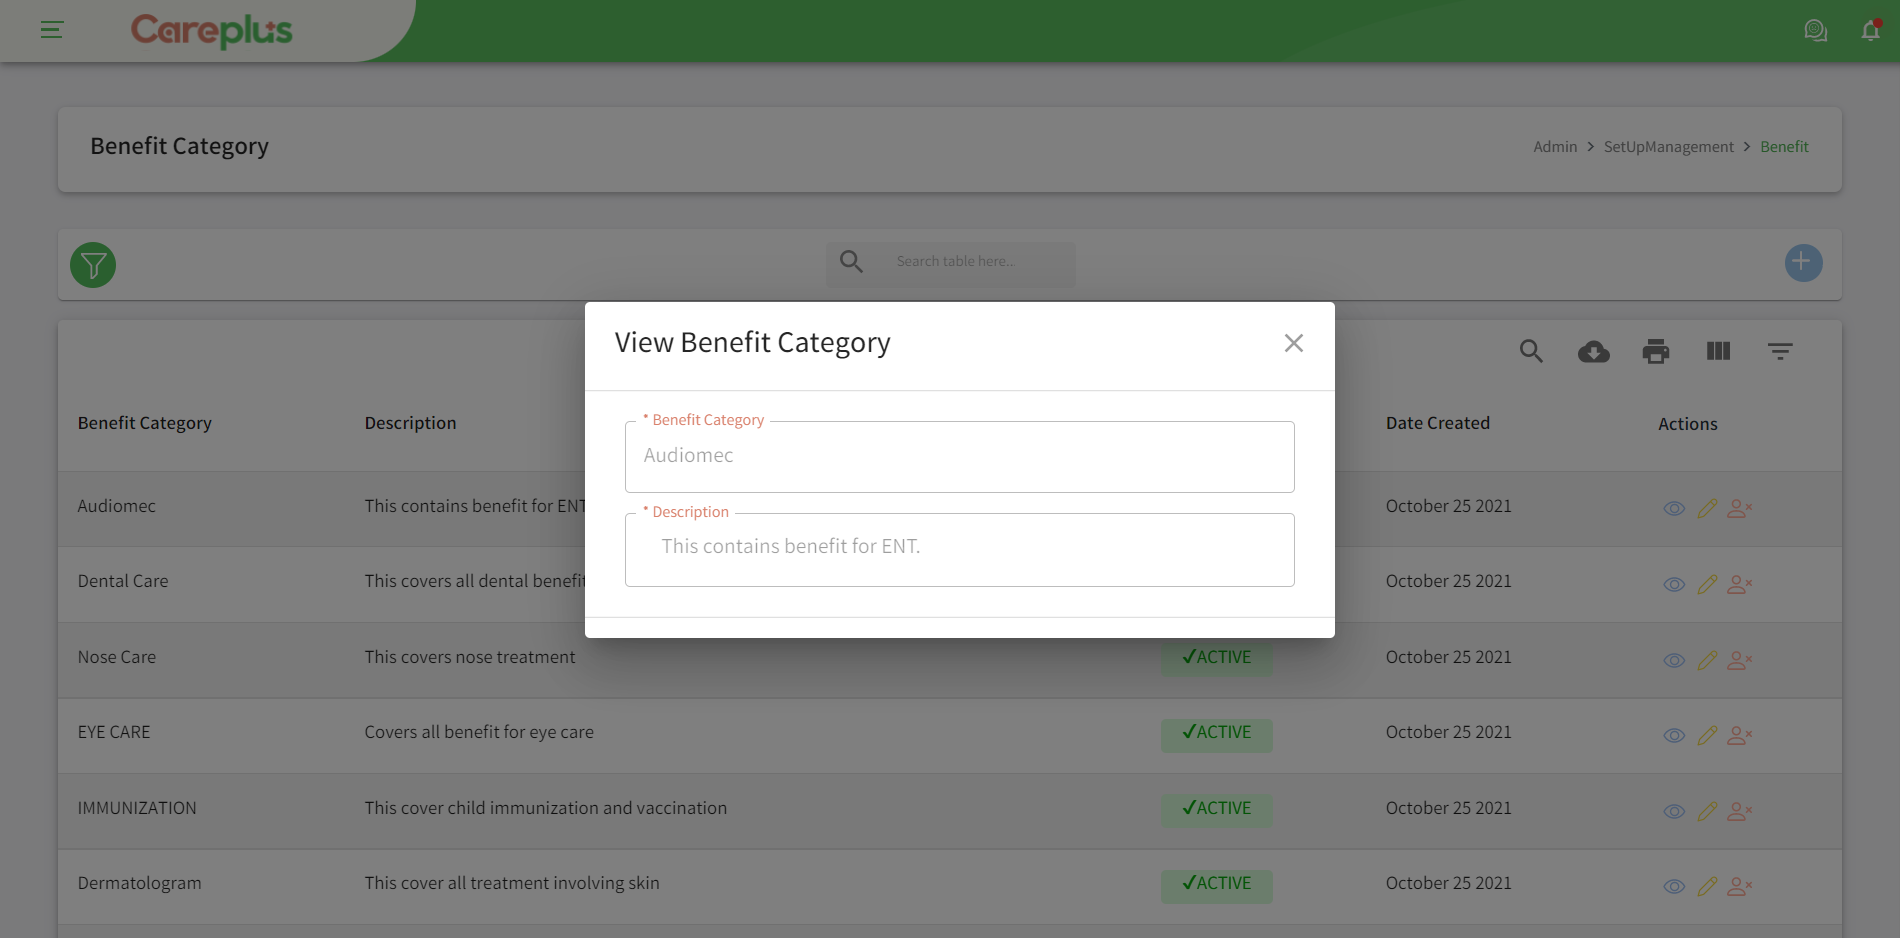 Careplus
Benefit Category
Admin > SetUpManagement > Benefit
Search table here...
View Benefit Category
* Benefit Category
Audiomec
* Description
This contains benefit for ENT.
Benefit Category Description Date Created Actions
Audiomec This contains benefit for ENT October 25 2021
Dental Care This covers all dental benefit October 25 2021
Nose Care This covers nose treatment ✓ACTIVE October 25 2021
EYE CARE Covers all benefit for eye care ✓ACTIVE October 25 2021
IMMUNIZATION This cover child immunization and vaccination ✓ACTIVE October 25 2021
Dermatologram This cover all treatment involving skin ✓ACTIVE October 25 2021